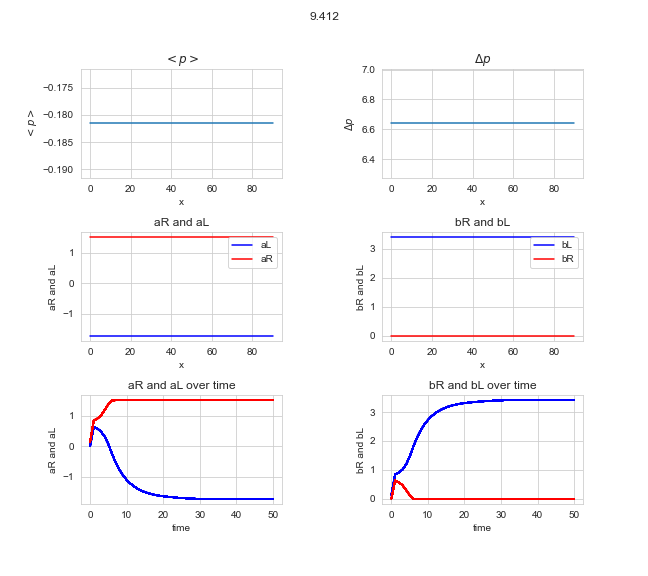 9.412
< p >
Δp
−0.175
−0.180
−0.185
−0.190
< p >
0 20 40 60 80
x
7.0
6.8
6.6
6.4
Δp
0 20 40 60 80
x
aR and aL
bR and bL
1
0
−1
aR and aL
aL
aR
0 20 40 60 80
x
3
2
1
0
bR and bL
bL
bR
0 20 40 60 80
x
aR and aL over time
bR and bL over time
1
0
−1
aR and aL
0 10 20 30 40 50
time
3
2
1
0
bR and bL
0 10 20 30 40 50
time